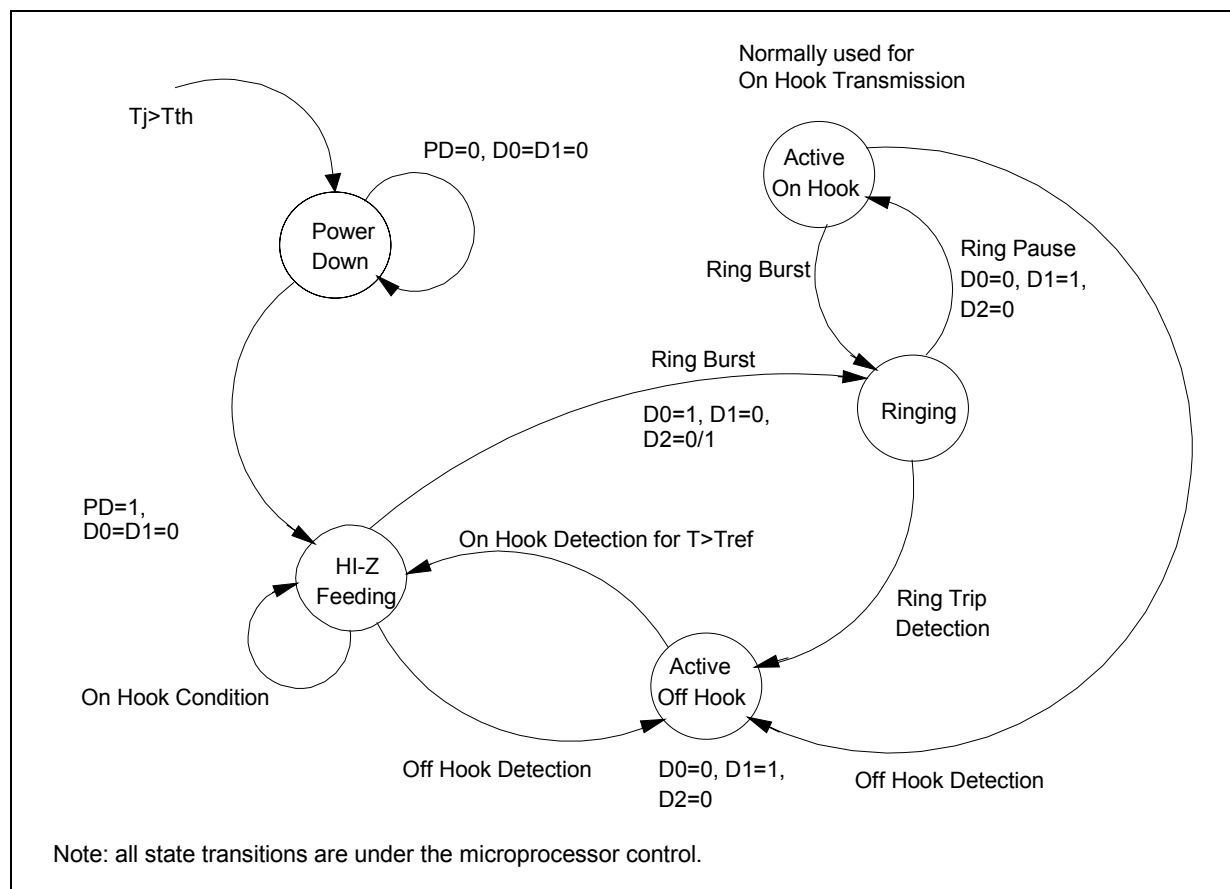 Normally used for
On Hook Transmission
Tj>Tth
PD=0, D0=D1=0
Active
On Hook
Power
Down
Ring Burst
Ring Pause
D0=0, D1=1,
D2=0
Ring Burst
D0=1, D1=0,
D2=0/1
Ringing
PD=1,
D0=D1=0
On Hook Detection for T>Tref
HI-Z
Feeding
Ring Trip
Detection
Active
Off Hook
On Hook Condition
Off Hook Detection
D0=0, D1=1,
D2=0
Off Hook Detection
Note: all state transitions are under the microprocessor control.